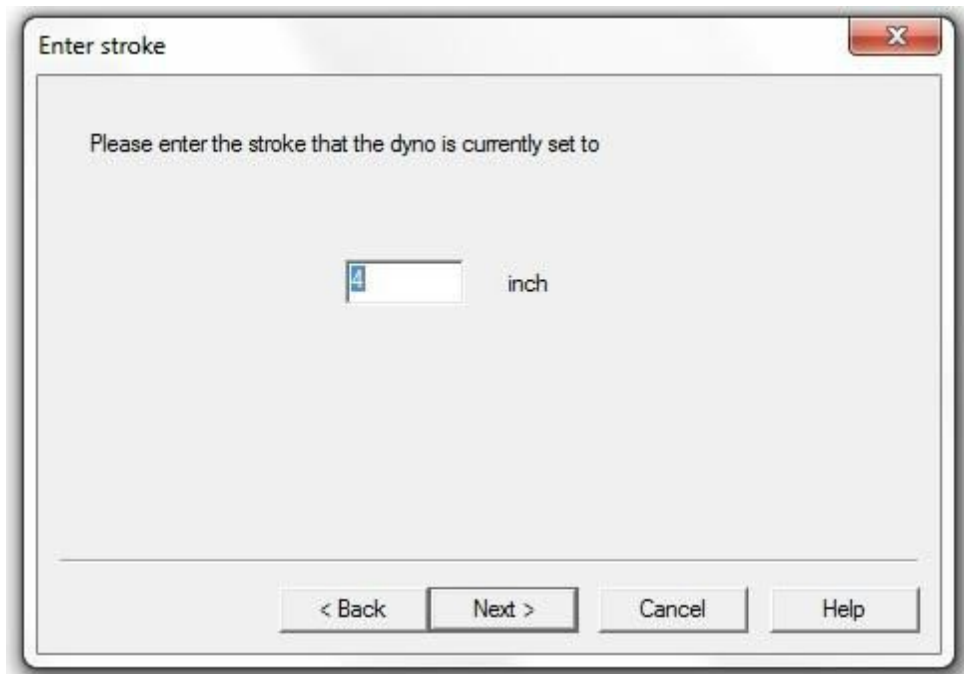 Enter stroke
Please enter the stroke that the dyno is currently set to
4 inch
< Back Next > Cancel Help